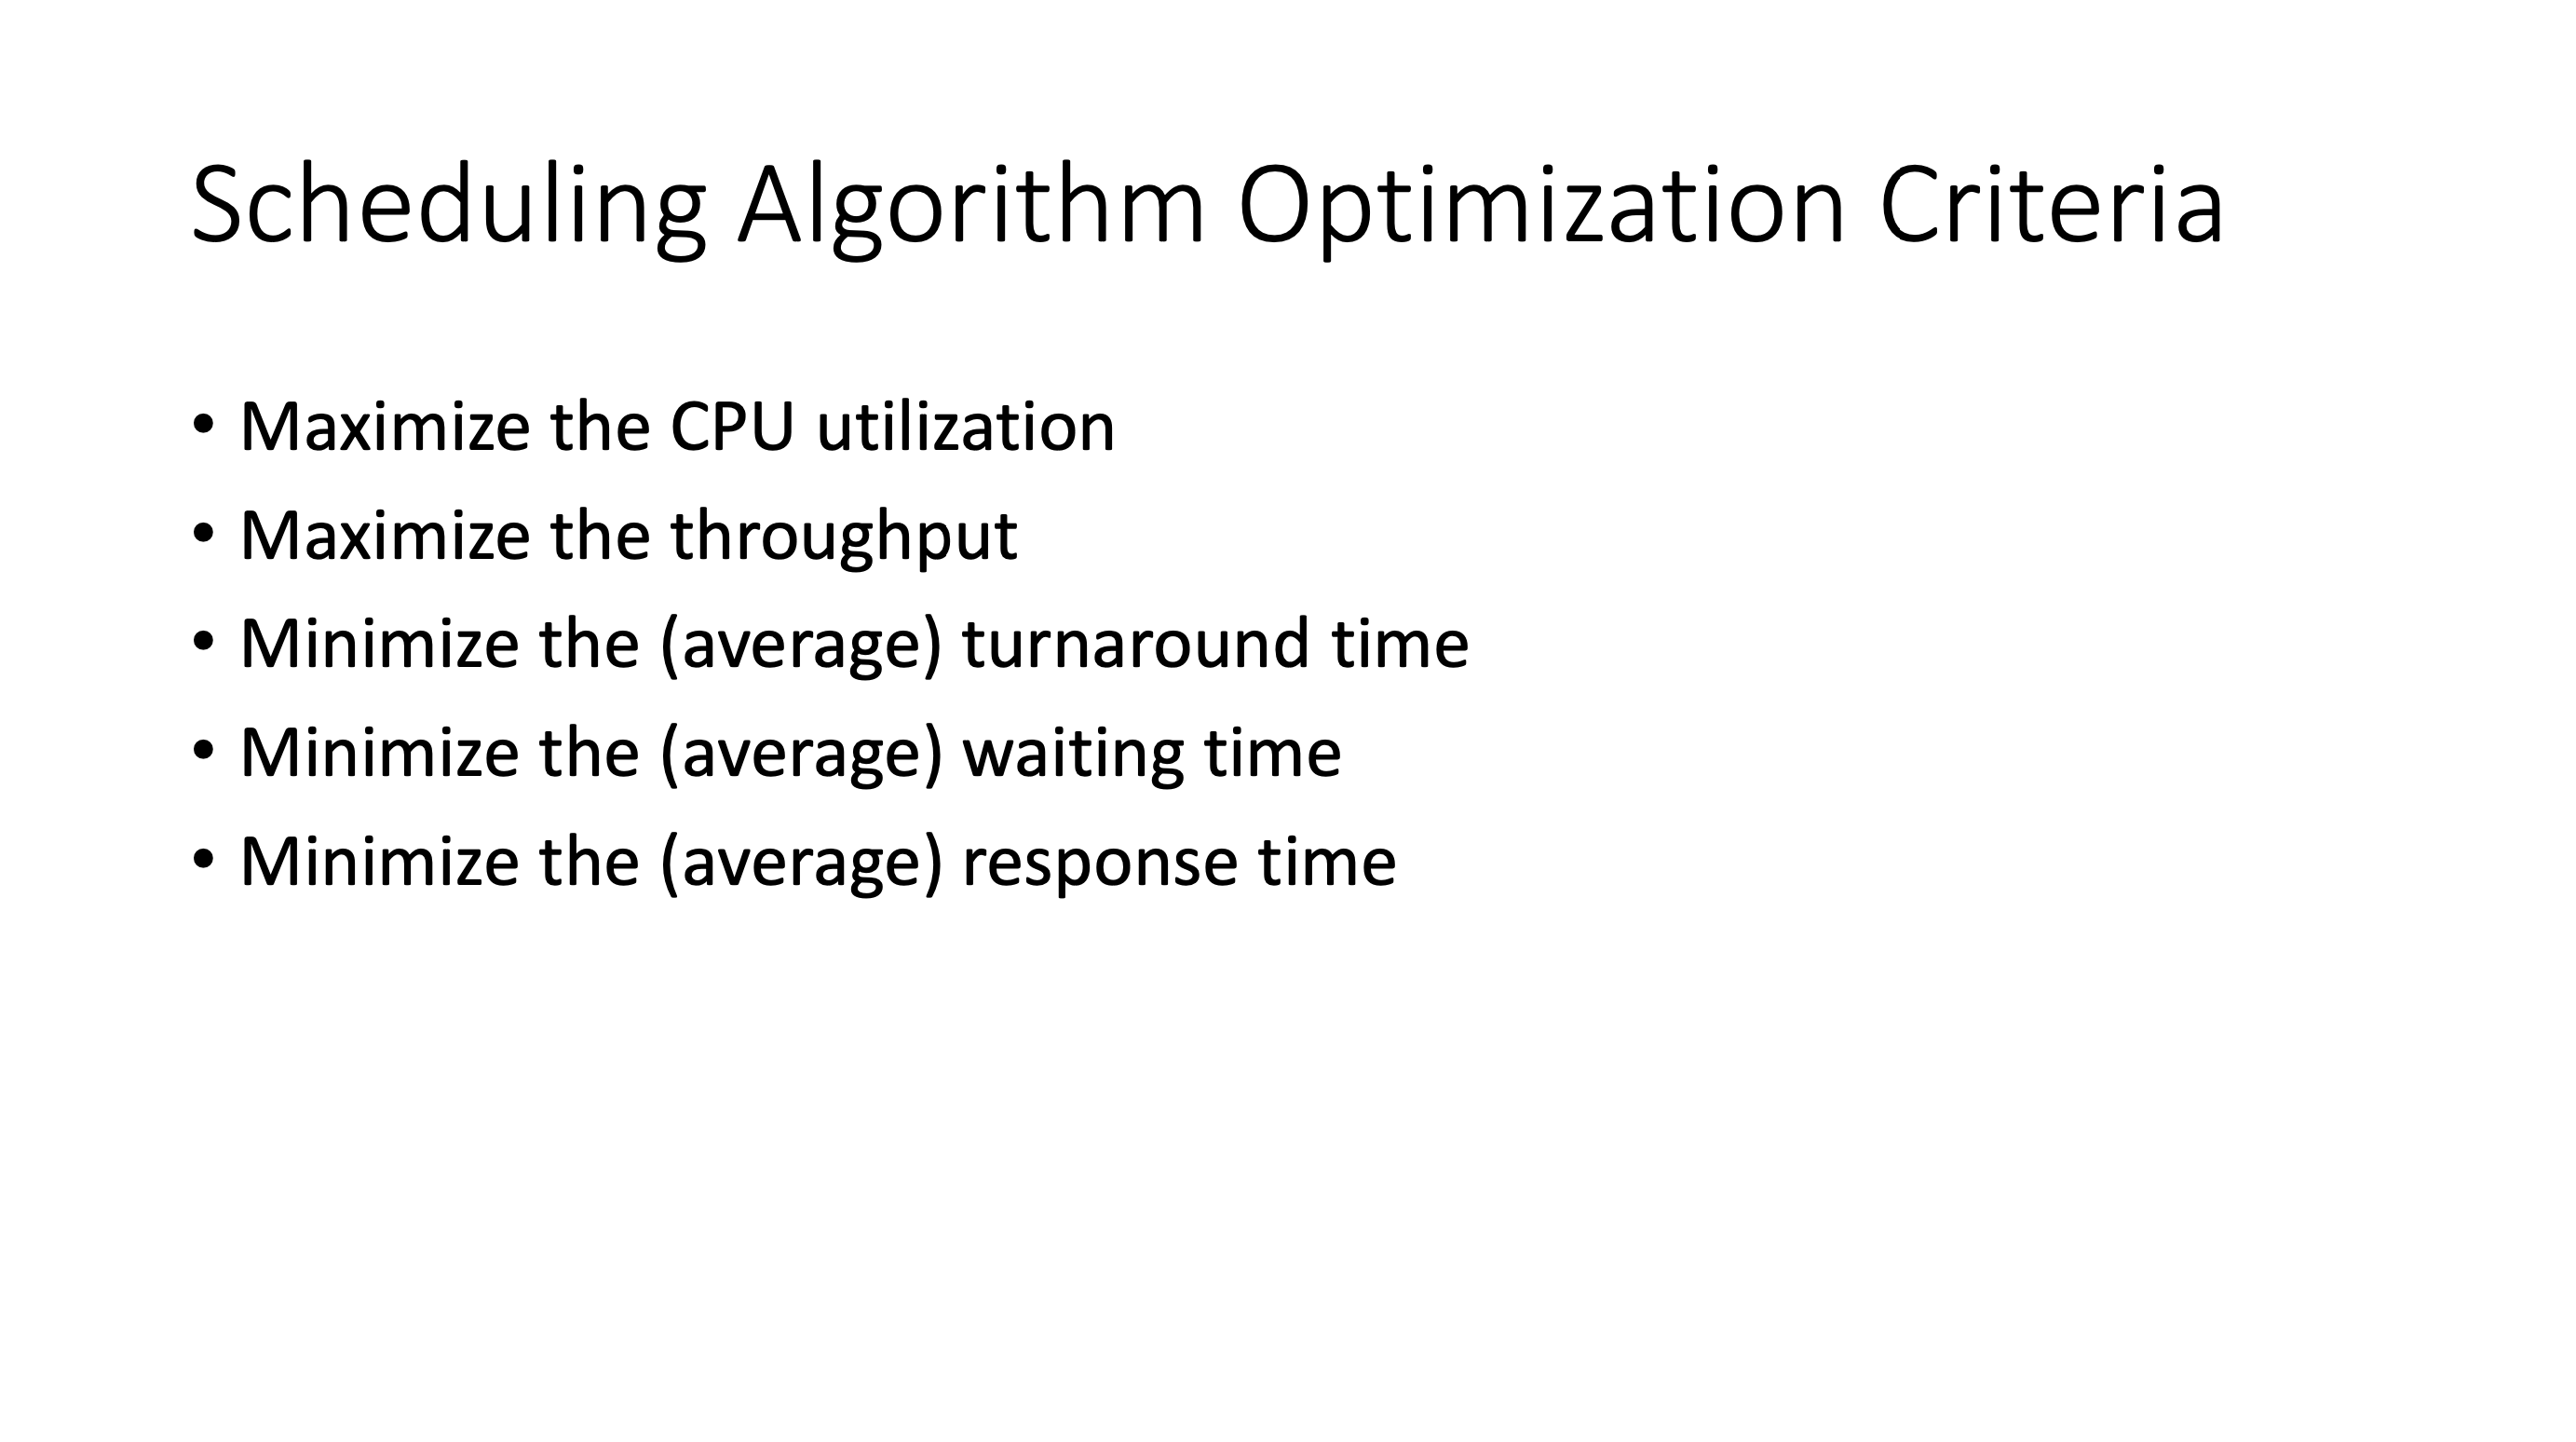 Scheduling Algorithm Optimization Criteria
• Maximize the CPU utilization
• Maximize the throughput
• Minimize the (average) turnaround time
• Minimize the (average) waiting time
• Minimize the (average) response time